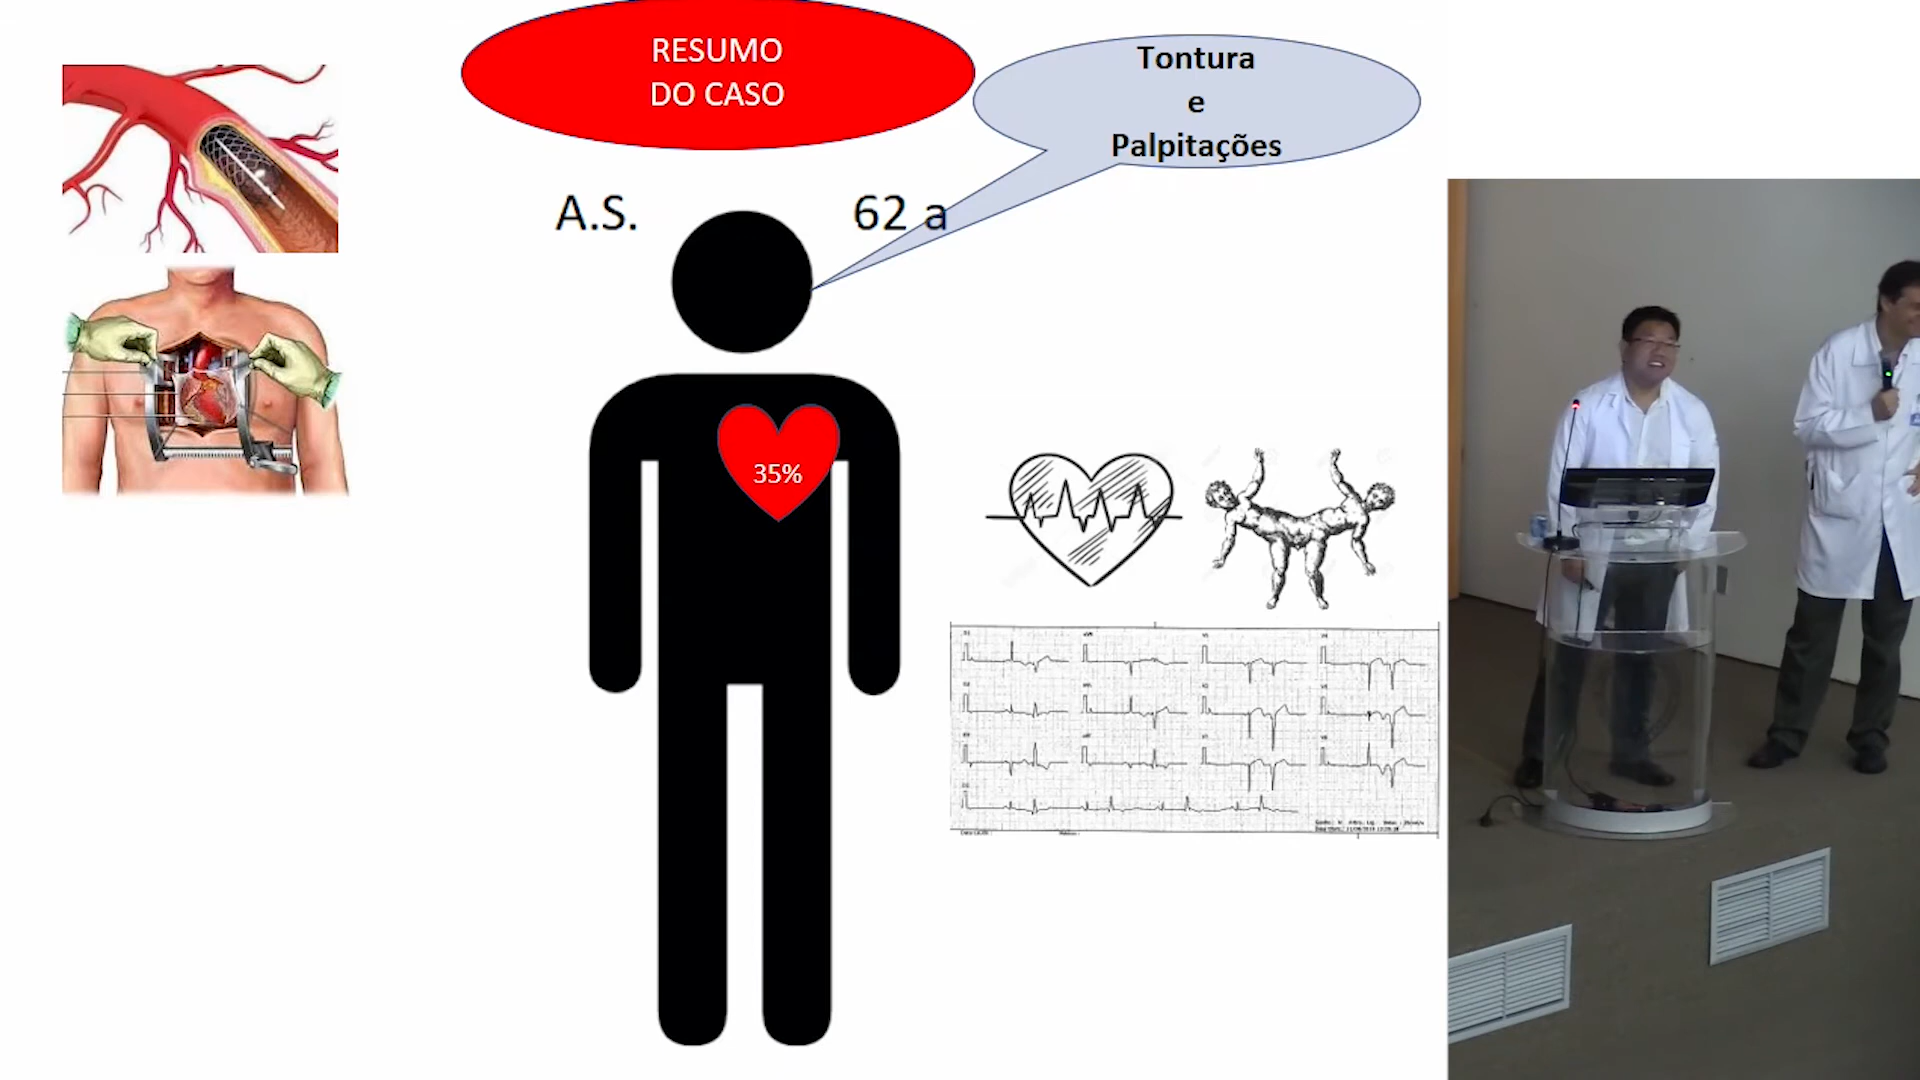 RESUMO
DO CASO
Tontura
e
Palpitações
A.S.
62 a
35%